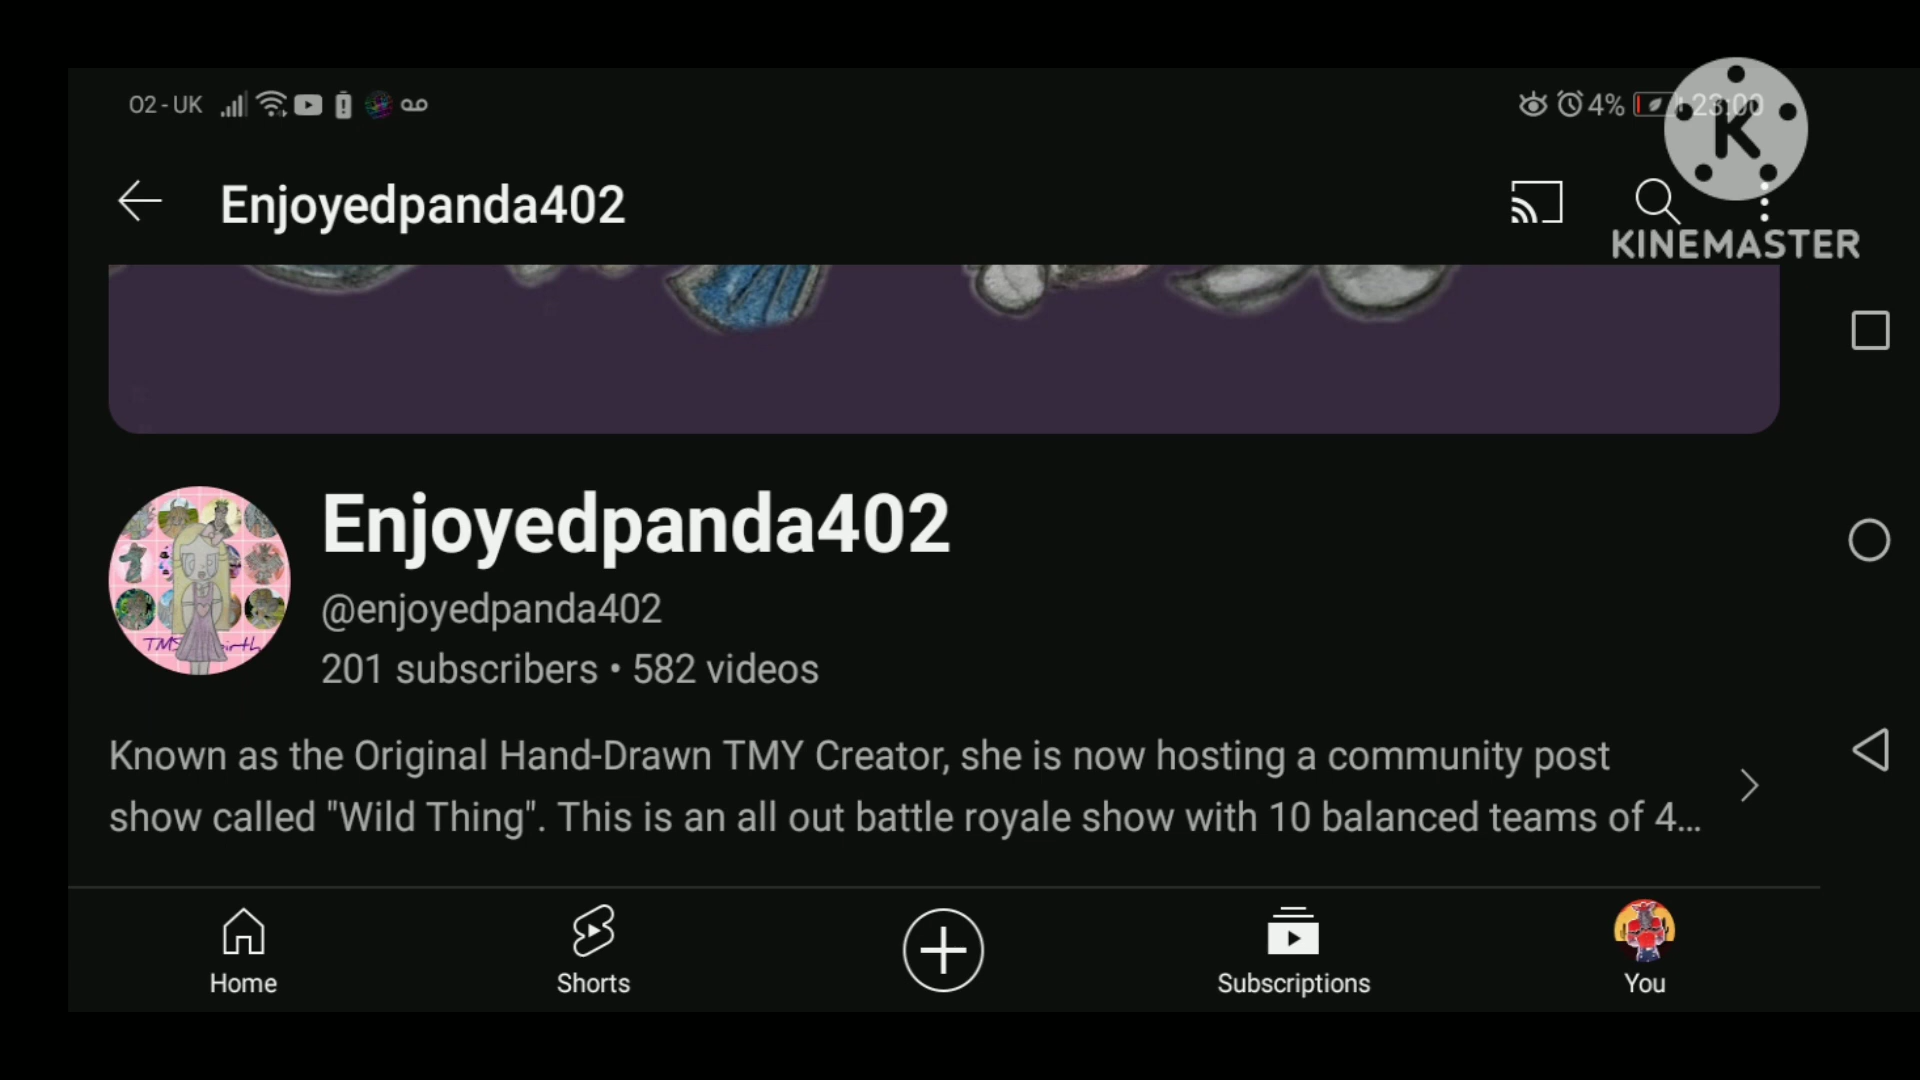 O2 - UK
4% 23:00
K
KINEMASTER
Enjoyedpanda402
Enjoyedpanda402
@enjoyedpanda402
201 subscribers • 582 videos
Known as the Original Hand-Drawn TMY Creator, she is now hosting a community post
show called "Wild Thing". This is an all out battle royale show with 10 balanced teams of 4...
Home
Shorts
Subscriptions
You